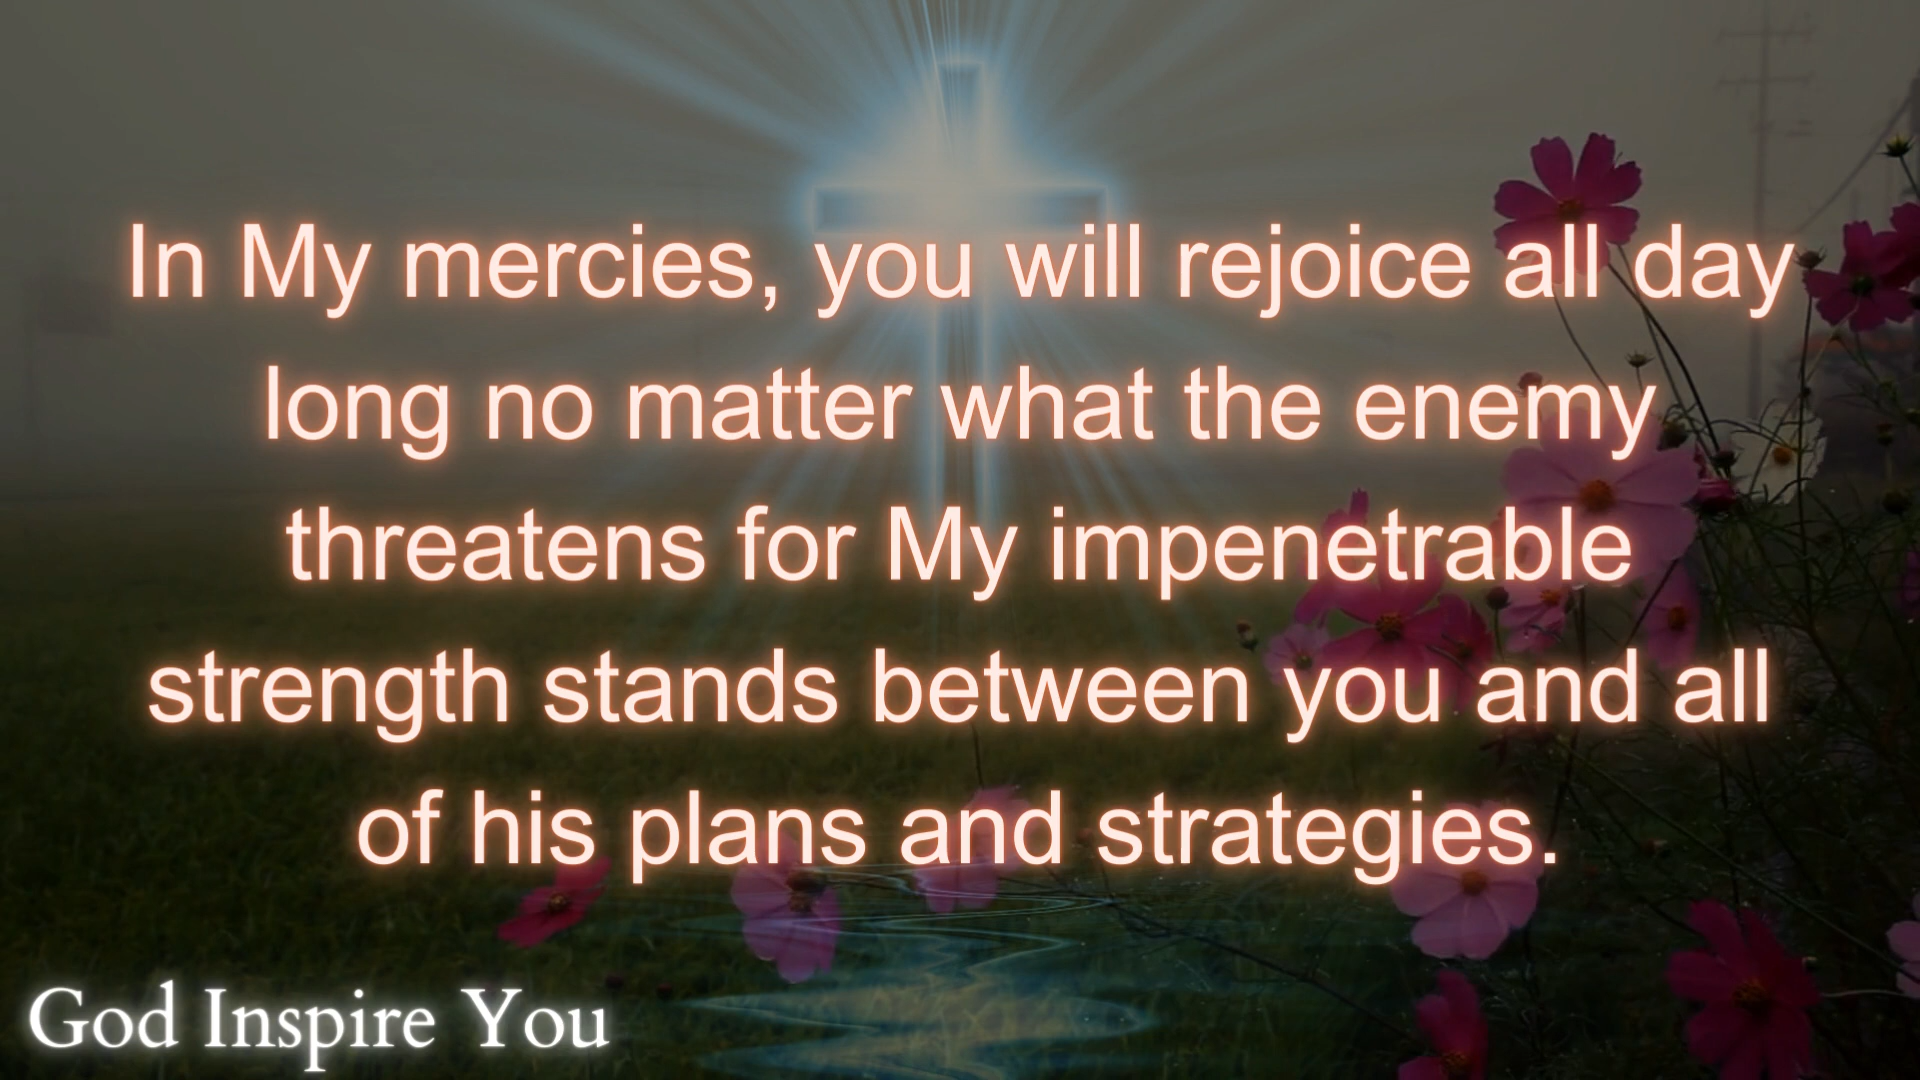 In My mercies, you will rejoice all day
long no matter what the enemy
threatens for My impenetrable
strength stands between you and all
of his plans and strategies.
God Inspire You